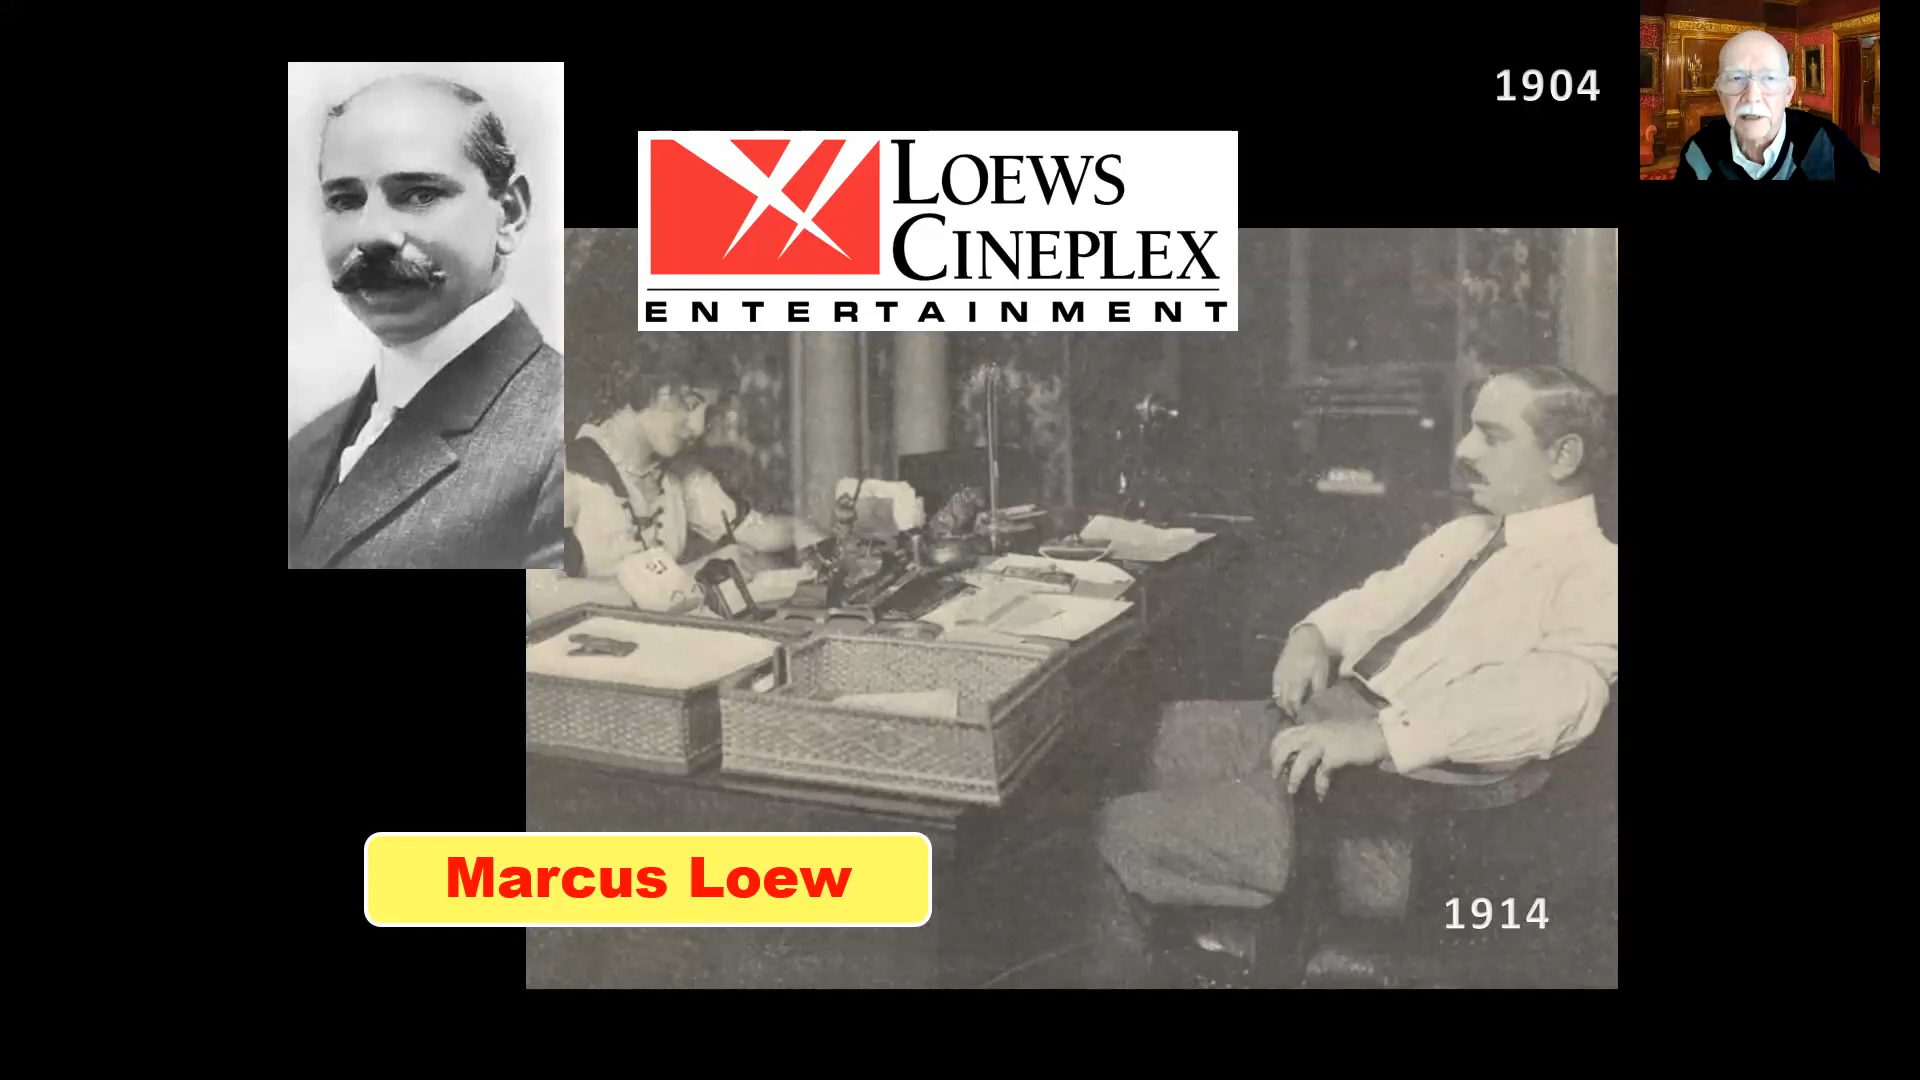 1904
LOEWS
CINEPLEX
ENTERTAINMENT
Marcus Loew
1914